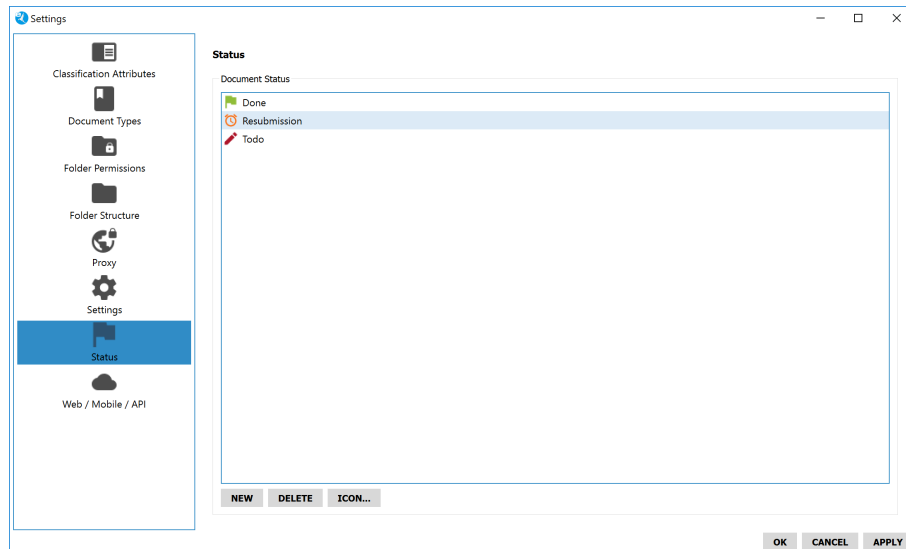 Settings
Classification Attributes
Document Types
Folder Permissions
Folder Structure
Proxy
Settings
Status
Web / Mobile / API
Status
Document Status
Done
Resubmission
Todo
NEW DELETE ICON...
OK CANCEL APPLY